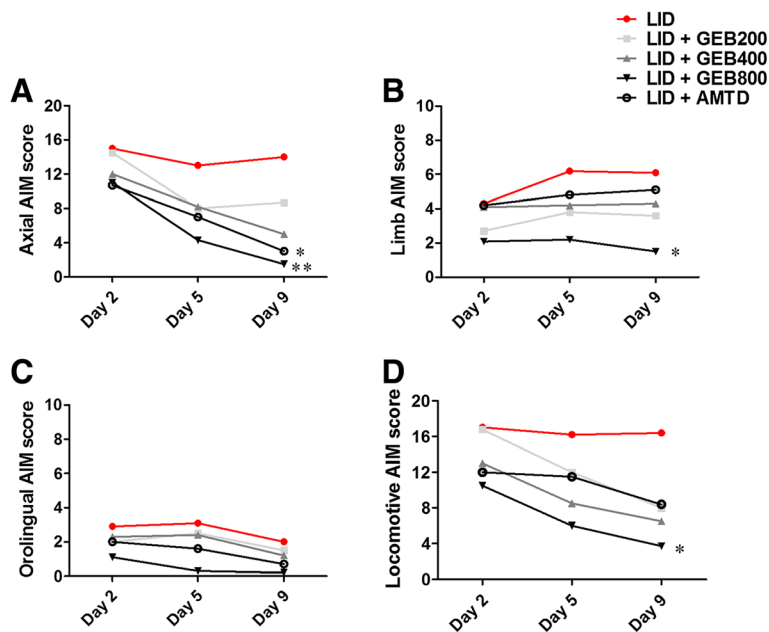 LID
LID + GEB200
LID + GEB400
LID + GEB800
LID + AMTD
A
Axial AIM score
20
16
12
8
4
0
*
**
Day 2
Day 5
Day 9
B
Limb AIM score
10
8
6
4
2
0
*
Day 2
Day 5
Day 9
C
Orolingual AIM score
10
8
6
4
2
0
Day 2
Day 5
Day 9
D
Locomotive AIM score
20
16
12
8
4
0
*
Day 2
Day 5
Day 9